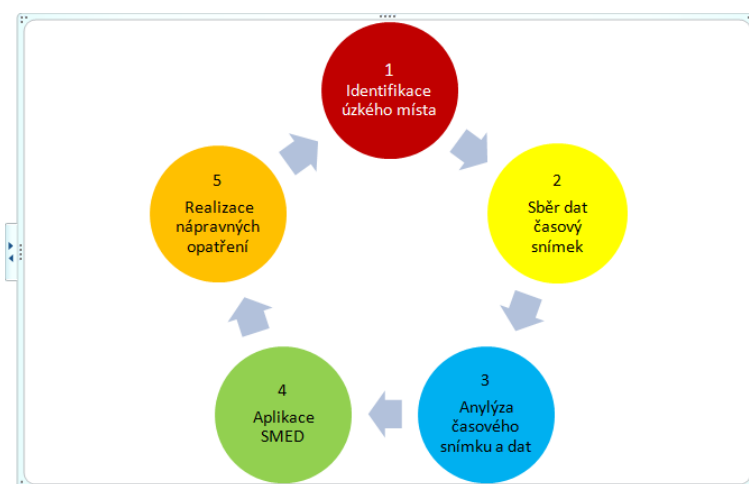 1
Identifikace
úzkého místa
2
Sběr dat
časový
snímek
3
Anylýza
časového
snímku a dat
4
Aplikace
SMED
5
Realizace
nápravných
opatření